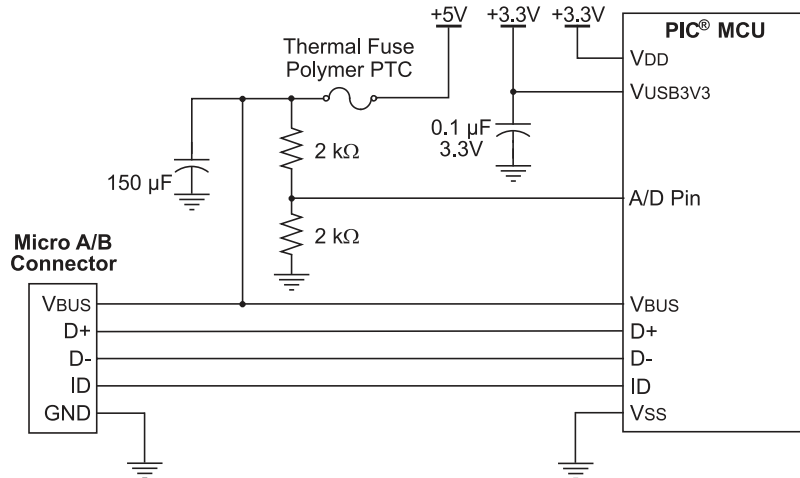 +5V
+3.3V
+3.3V
PIC® MCU
Thermal Fuse
Polymer PTC
VDD
VUSB3V3
0.1 µF
3.3V
2 kΩ
150 µF
A/D Pin
2 kΩ
Micro A/B
Connector
VBUS
VBUS
D+
D+
D-
D-
ID
ID
GND
VSS